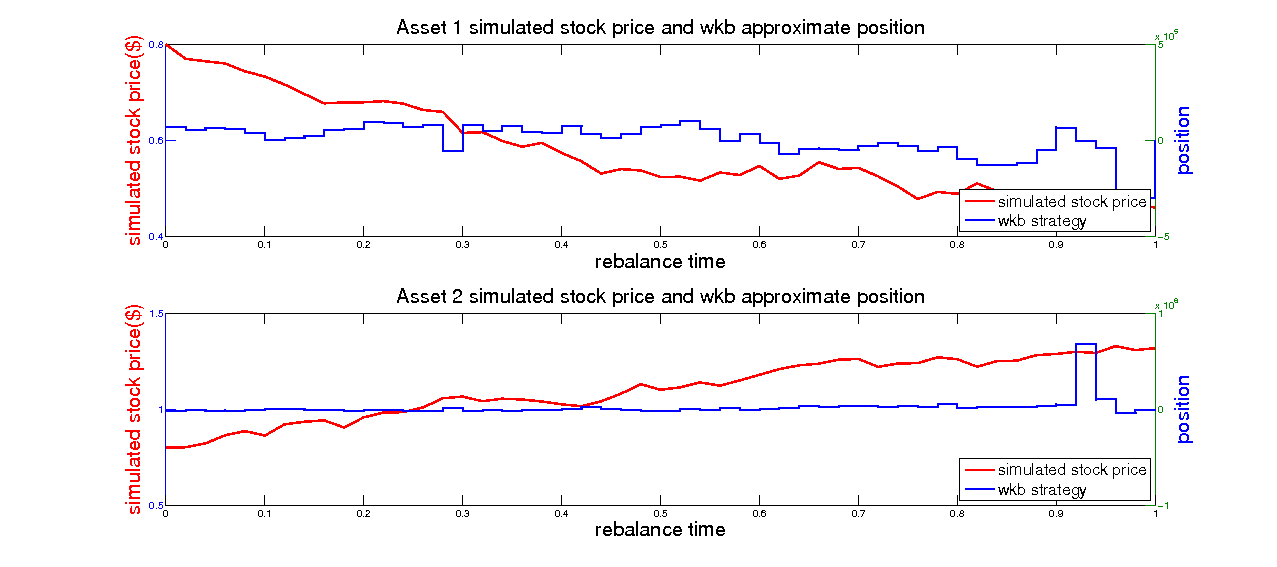 Asset 1 simulated stock price and wkb approximate position
simulated stock price($)
0.8
0.6
0.4
5
0
-5
position
simulated stock price
wkb strategy
0 0.1 0.2 0.3 0.4 0.5 0.6 0.7 0.8 0.9 1
rebalance time
Asset 2 simulated stock price and wkb approximate position
simulated stock price($)
1.5
1
0.5
1
0
-1
position
simulated stock price
wkb strategy
0 0.1 0.2 0.3 0.4 0.5 0.6 0.7 0.8 0.9 1
rebalance time